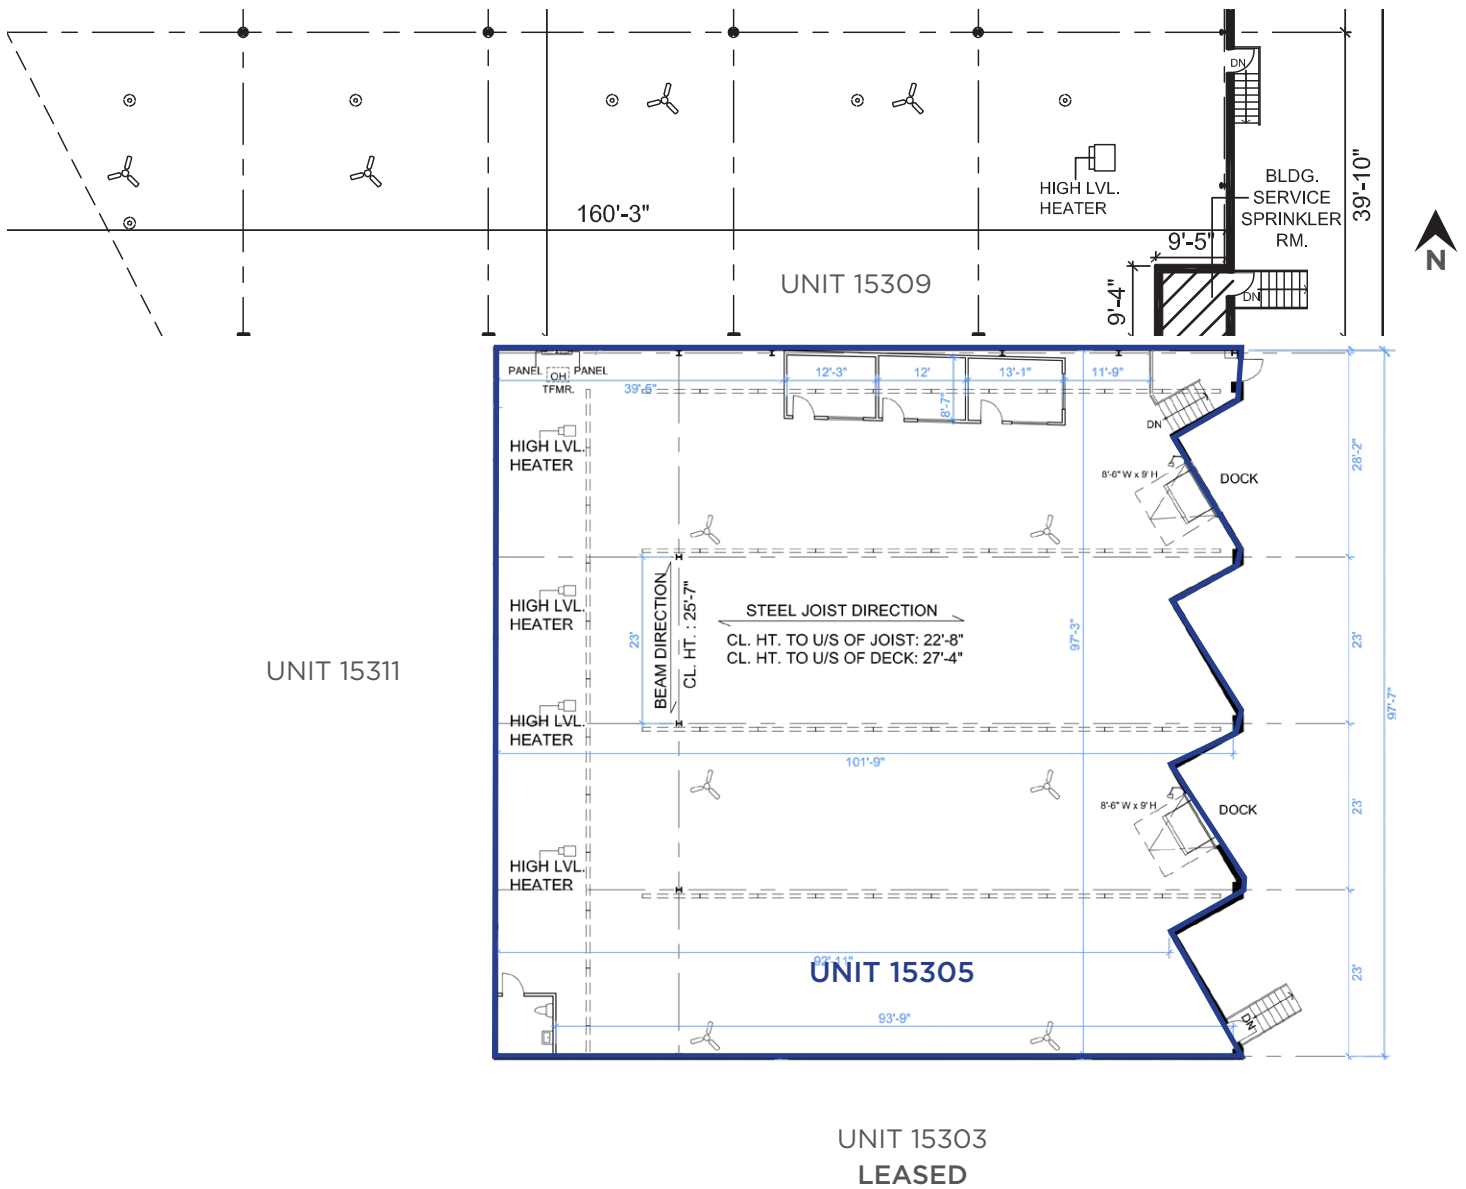 DN
BLDG.
SERVICE
SPRINKLER
RM.
39'-10"
HIGH LVL.
HEATER
160'-3"
9'-5"
N
UNIT 15309
9'-4"
DN
PANEL
OH
PANEL
TFMR.
39'-5"
12'-3"
12'
13'-1"
11'-9"
8'-7"
DN
HIGH LVL.
HEATER
28'-2"
8'-6" W x 9' H
DOCK
BEAM DIRECTION
CL. HT. : 25'-7"
STEEL JOIST DIRECTION
CL. HT. TO U/S OF JOIST: 22'-8"
CL. HT. TO U/S OF DECK: 27'-4"
HIGH LVL.
HEATER
23'
97'-3"
23'
UNIT 15311
97'-7"
HIGH LVL.
HEATER
101'-9"
8'-6" W x 9' H
DOCK
23'
HIGH LVL.
HEATER
92'-11"
UNIT 15305
23'
93'-9"
DN
UNIT 15303
LEASED